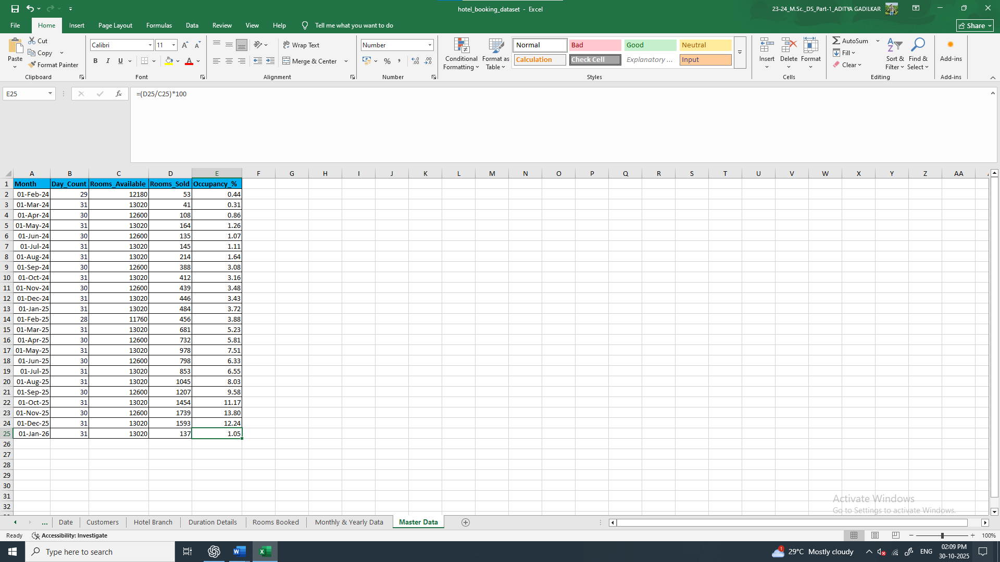 hotel_booking_dataset - Excel
23-24_M.Sc._DS_Part-1_ADITYA GADILKAR
File Home Insert Page Layout Formulas Data Review View Help Tell me what you want to do Share
Paste Cut Copy Format Painter Clipboard
Calibri 11 B I U A Font
Wrap Text Merge & Center Alignment
Number % , Number
Conditional Formatting Format as Table
Normal Bad Good Neutral
Calculation Check Cell Explanatory ... Input
Styles
Insert Delete Format Cells
AutoSum Fill Clear Sort & Filter Find & Select Editing
Add-ins Add-ins
E25 fx =(D25/C25)*100
A B C D E F G H I J K L M N O P Q R S T U V W X Y Z AA
1 Month Day_Count Rooms_Available Rooms_Sold Occupancy_%
2 01-Feb-24 29 12180 53 0.44
3 01-Mar-24 31 13020 41 0.31
4 01-Apr-24 30 12600 108 0.86
5 01-May-24 31 13020 164 1.26
6 01-Jun-24 30 12600 135 1.07
7 01-Jul-24 31 13020 145 1.11
8 01-Aug-24 31 13020 214 1.64
9 01-Sep-24 30 12600 388 3.08
10 01-Oct-24 31 13020 412 3.16
11 01-Nov-24 30 12600 439 3.48
12 01-Dec-24 31 13020 446 3.43
13 01-Jan-25 31 13020 484 3.72
14 01-Feb-25 28 11760 456 3.88
15 01-Mar-25 31 13020 681 5.23
16 01-Apr-25 30 12600 732 5.81
17 01-May-25 31 13020 978 7.51
18 01-Jun-25 30 12600 798 6.33
19 01-Jul-25 31 13020 853 6.55
20 01-Aug-25 31 13020 1045 8.03
21 01-Sep-25 30 12600 1207 9.58
22 01-Oct-25 31 13020 1454 11.17
23 01-Nov-25 30 12600 1739 13.80
24 01-Dec-25 31 13020 1593 12.24
25 01-Jan-26 31 13020 137 1.05
26
27
28
29
30
31
32
Activate Windows
Go to Settings to activate Windows.
... Date Customers Hotel Branch Duration Details Rooms Booked Monthly & Yearly Data Master Data
Ready Accessibility: Investigate 100%
Type here to search
1 29°C Mostly cloudy ENG 02:09 PM
30-10-2025